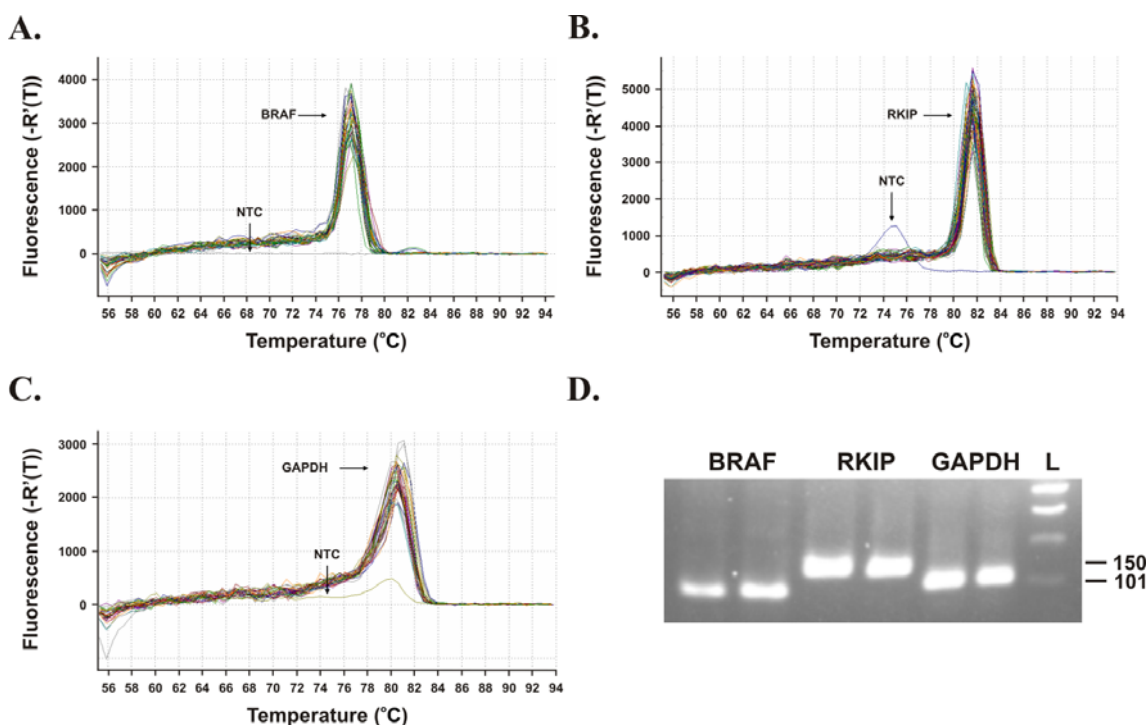 A.
Fluorescence (-R'(T))
4000
3000
2000
1000
0
BRAF
NTC
56 58 60 62 64 66 68 70 72 74 76 78 80 82 84 86 88 90 92 94
Temperature (°C)
B.
Fluorescence (-R'(T))
5000
4000
3000
2000
1000
0
RKIP
NTC
56 58 60 62 64 66 68 70 72 74 76 78 80 82 84 86 88 90 92 94
Temperature (°C)
C.
Fluorescence (-R'(T))
3000
2000
1000
0
GAPDH
NTC
56 58 60 62 64 66 68 70 72 74 76 78 80 82 84 86 88 90 92 94
Temperature (°C)
D.
BRAF RKIP GAPDH L
150
101